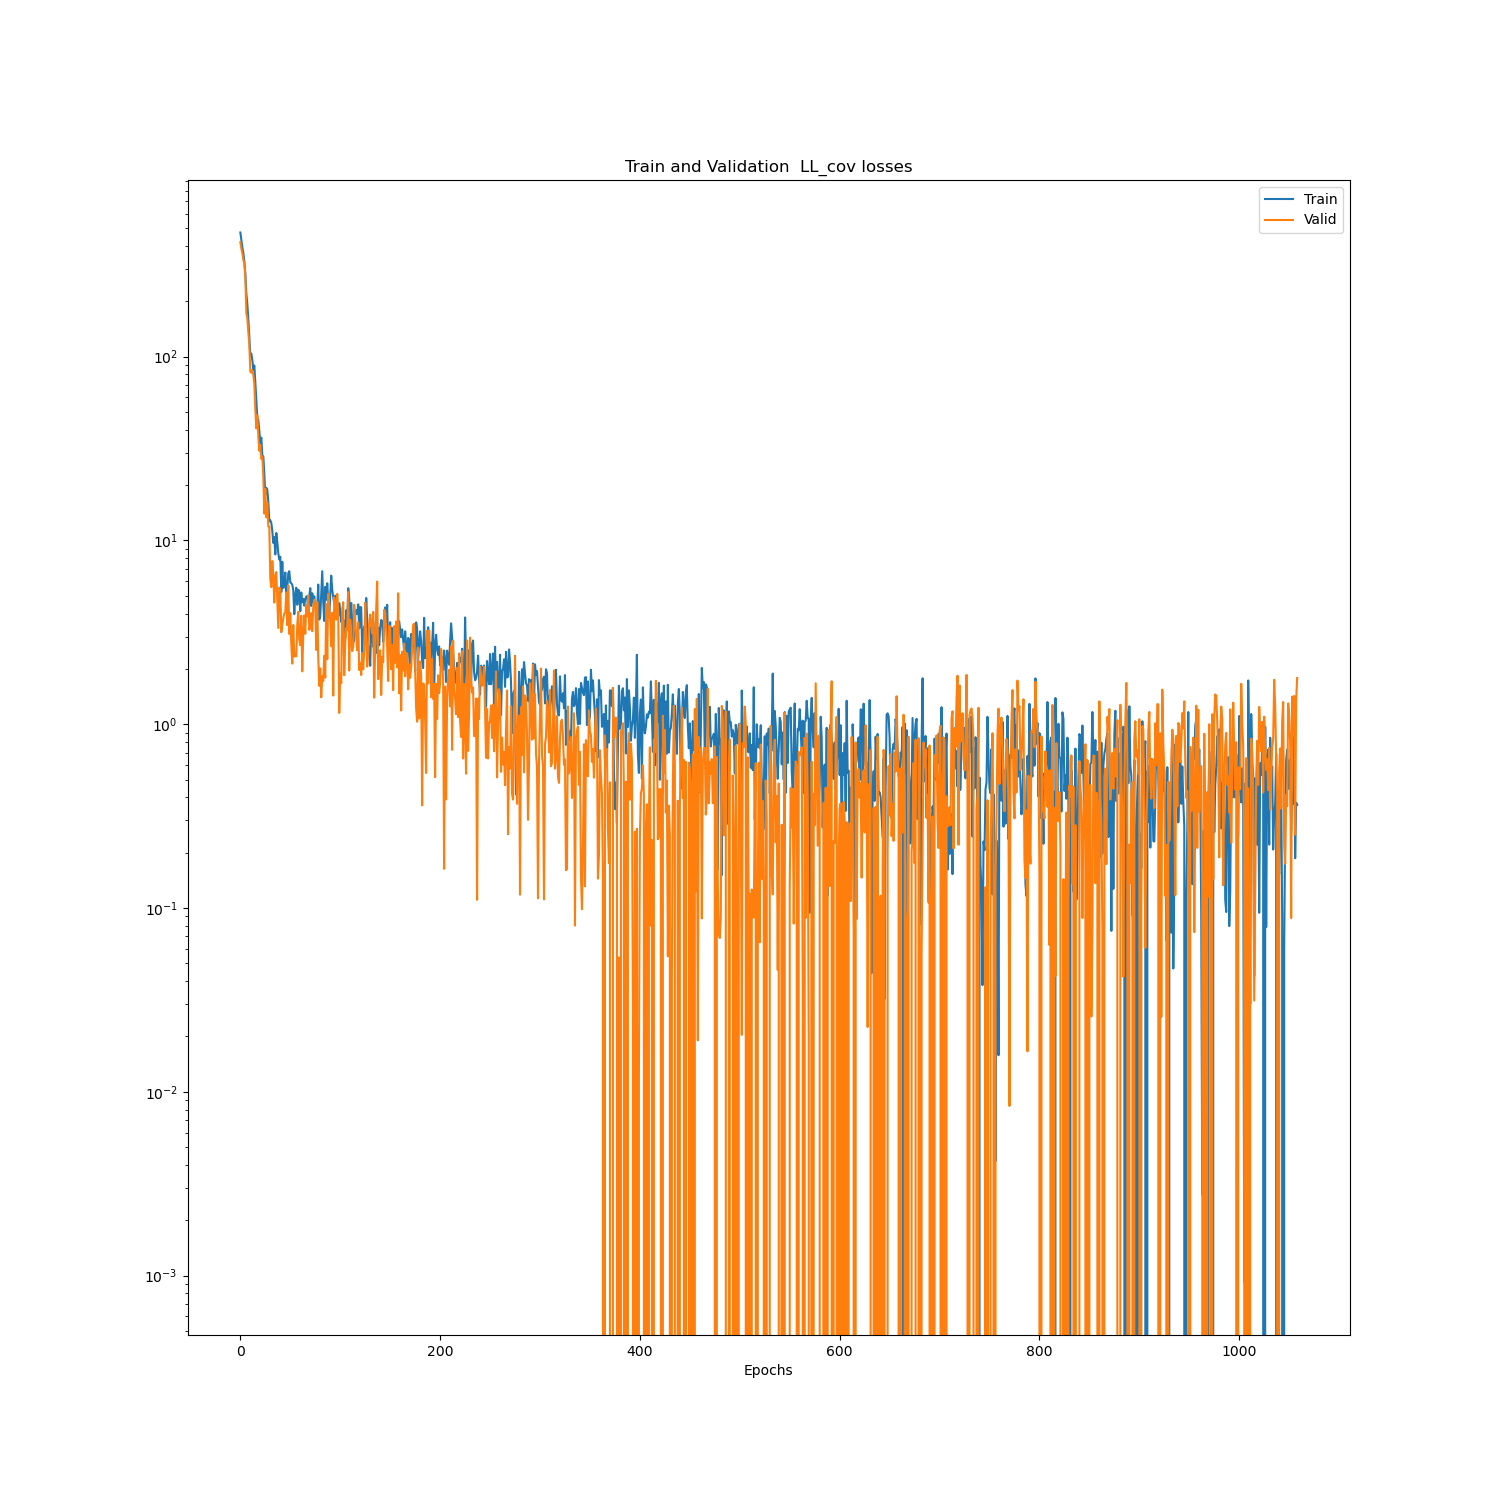 Train and Validation  LL_cov losses
Train
Valid
10²
10¹
10⁰
10⁻¹
10⁻²
10⁻³
0 200 400 600 800 1000
Epochs